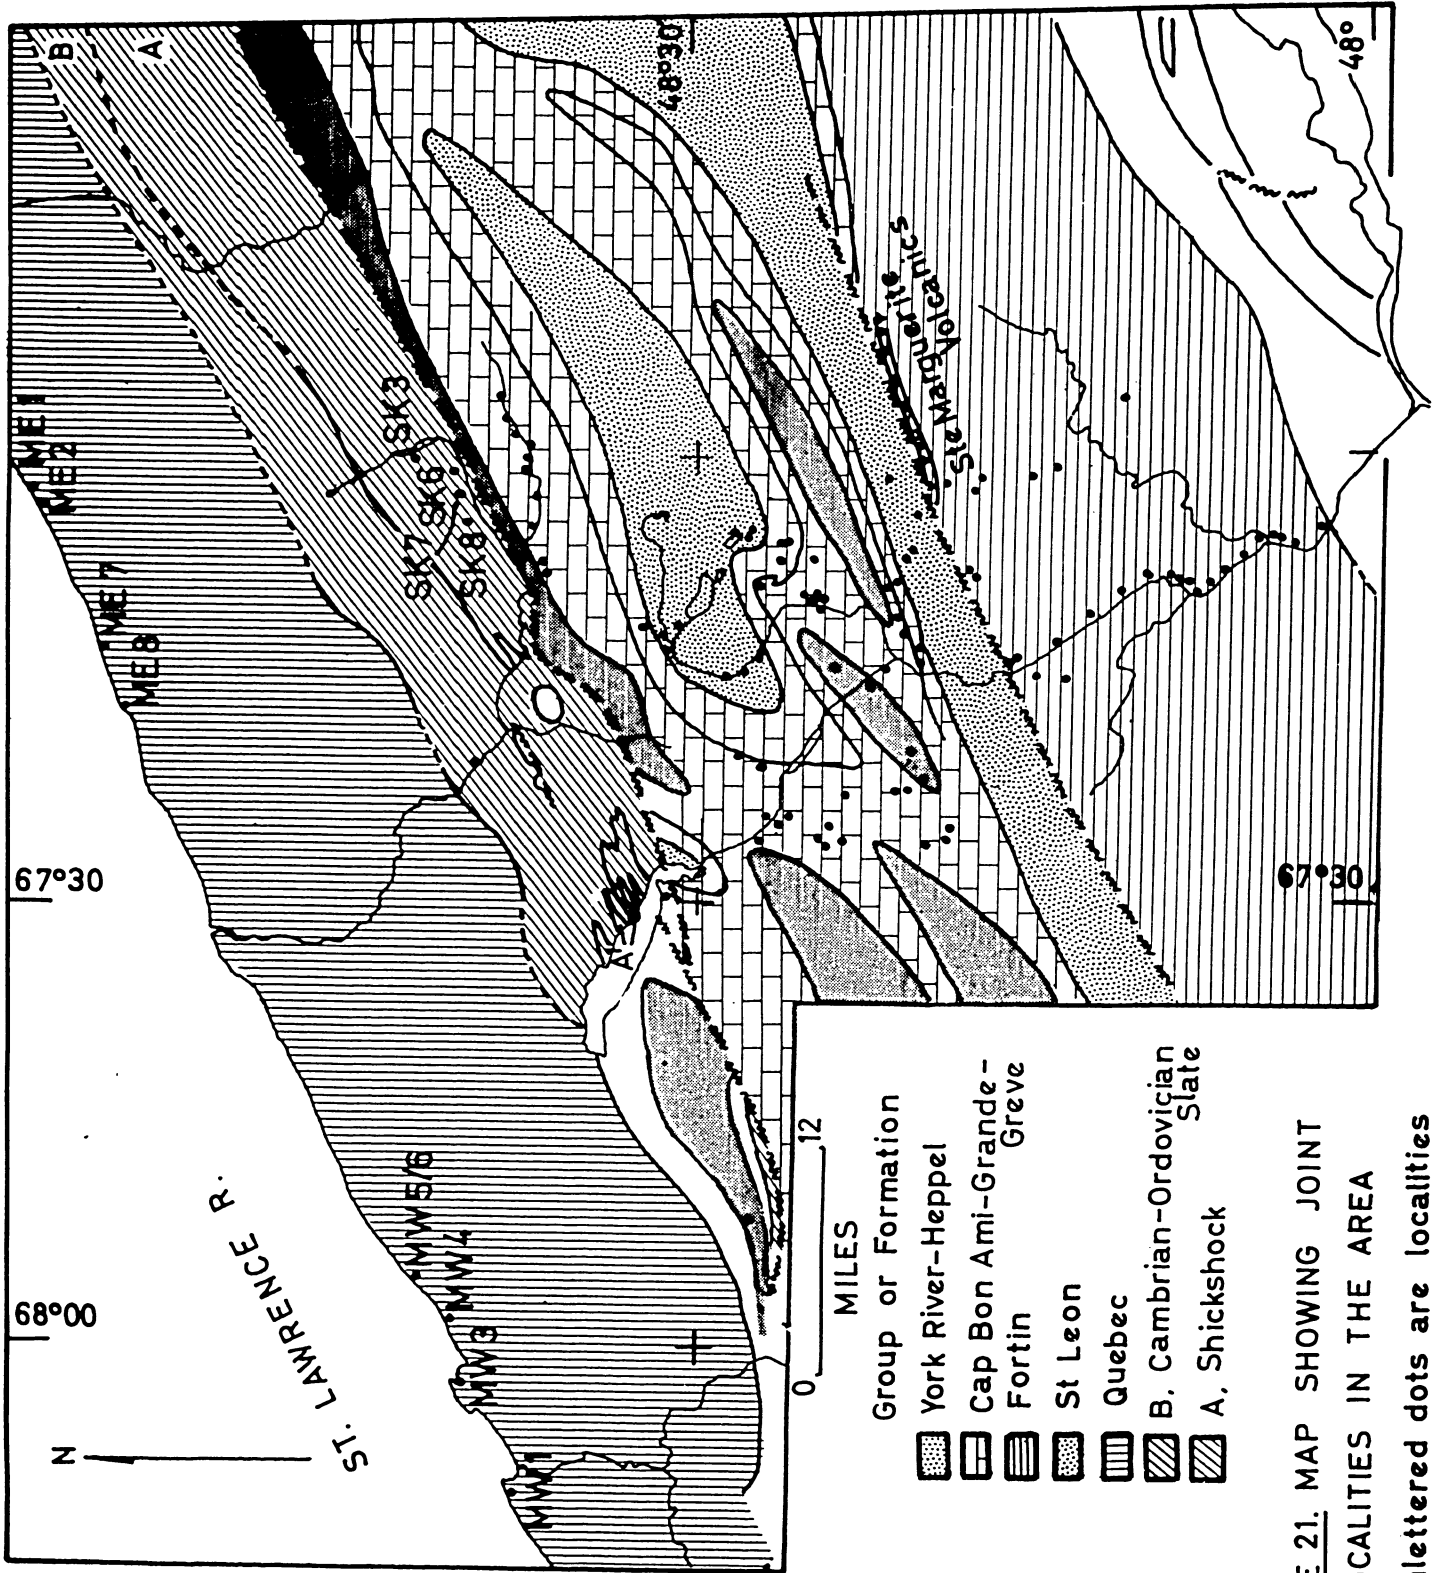 B
A
48°30
48°
ME1
ME2
ME7
ME8
SK3
SK6
SK7
SK8
Ste Marguerite
Volcanics
67°30
67°30
A'
68°00
ST. LAWRENCE R.
MW5/6
MW4
MW3
MW1
N
0 12
MILES
Group or Formation
York River-Heppel
Cap Bon Ami-Grande-
Greve
Fortin
St Leon
Quebec
B, Cambrian-Ordovician
Slate
A, Shickshock
E 21. MAP SHOWING JOINT
CALITIES IN THE AREA
lettered dots are localities